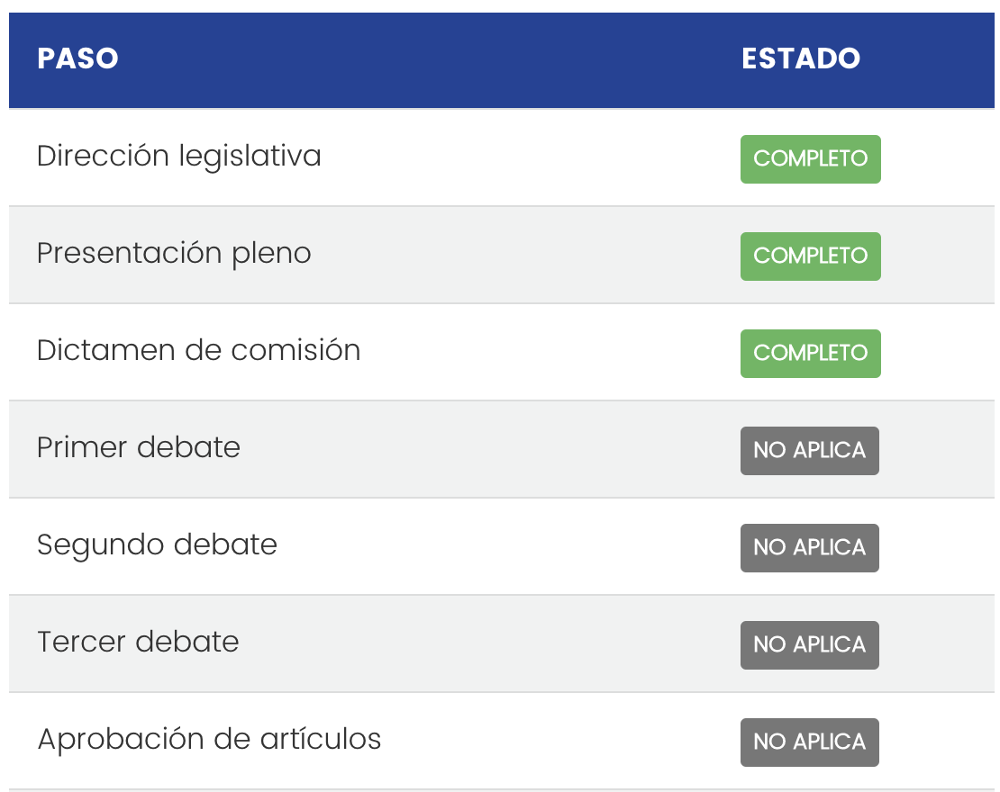 PASO ESTADO
Dirección legislativa COMPLETO
Presentación pleno COMPLETO
Dictamen de comisión COMPLETO
Primer debate NO APLICA
Segundo debate NO APLICA
Tercer debate NO APLICA
Aprobación de artículos NO APLICA